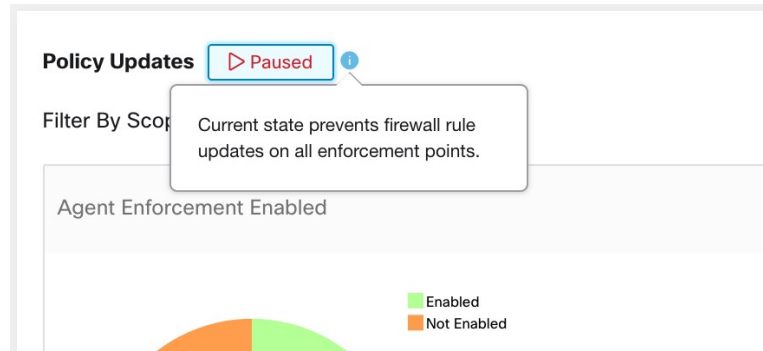 Policy Updates Paused
Filter By Scop
Current state prevents firewall rule
updates on all enforcement points.
Agent Enforcement Enabled
Enabled
Not Enabled